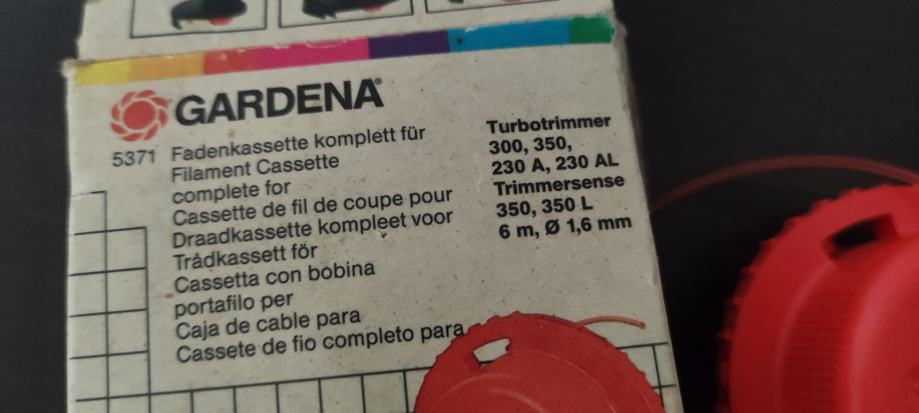 GARDENA®
5371 Fadenkassette komplett für
Filament Cassette
complete for
Cassette de fil de coupe pour
Draadkassette kompleet voor
Trådkassett för
Cassetta con bobina
portafilo per
Caja de cable para
Cassete de fio completo para
Turbotrimmer
300, 350,
230 A, 230 AL
Trimmersense
350, 350 L
6 m, Ø 1,6 mm